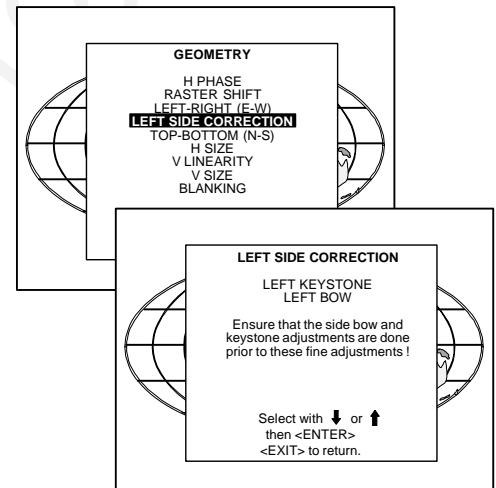 GEOMETRY
H PHASE
RASTER SHIFT
LEFT-RIGHT (E-W)
LEFT SIDE CORRECTION
TOP-BOTTOM (N-S)
H SIZE
V LINEARITY
V SIZE
BLANKING
LEFT SIDE CORRECTION
LEFT KEYSTONE
LEFT BOW
Ensure that the side bow and
keystone adjustments are done
prior to these fine adjustments !
Select with ⬇ or ⬆
then <ENTER>
<EXIT> to return.